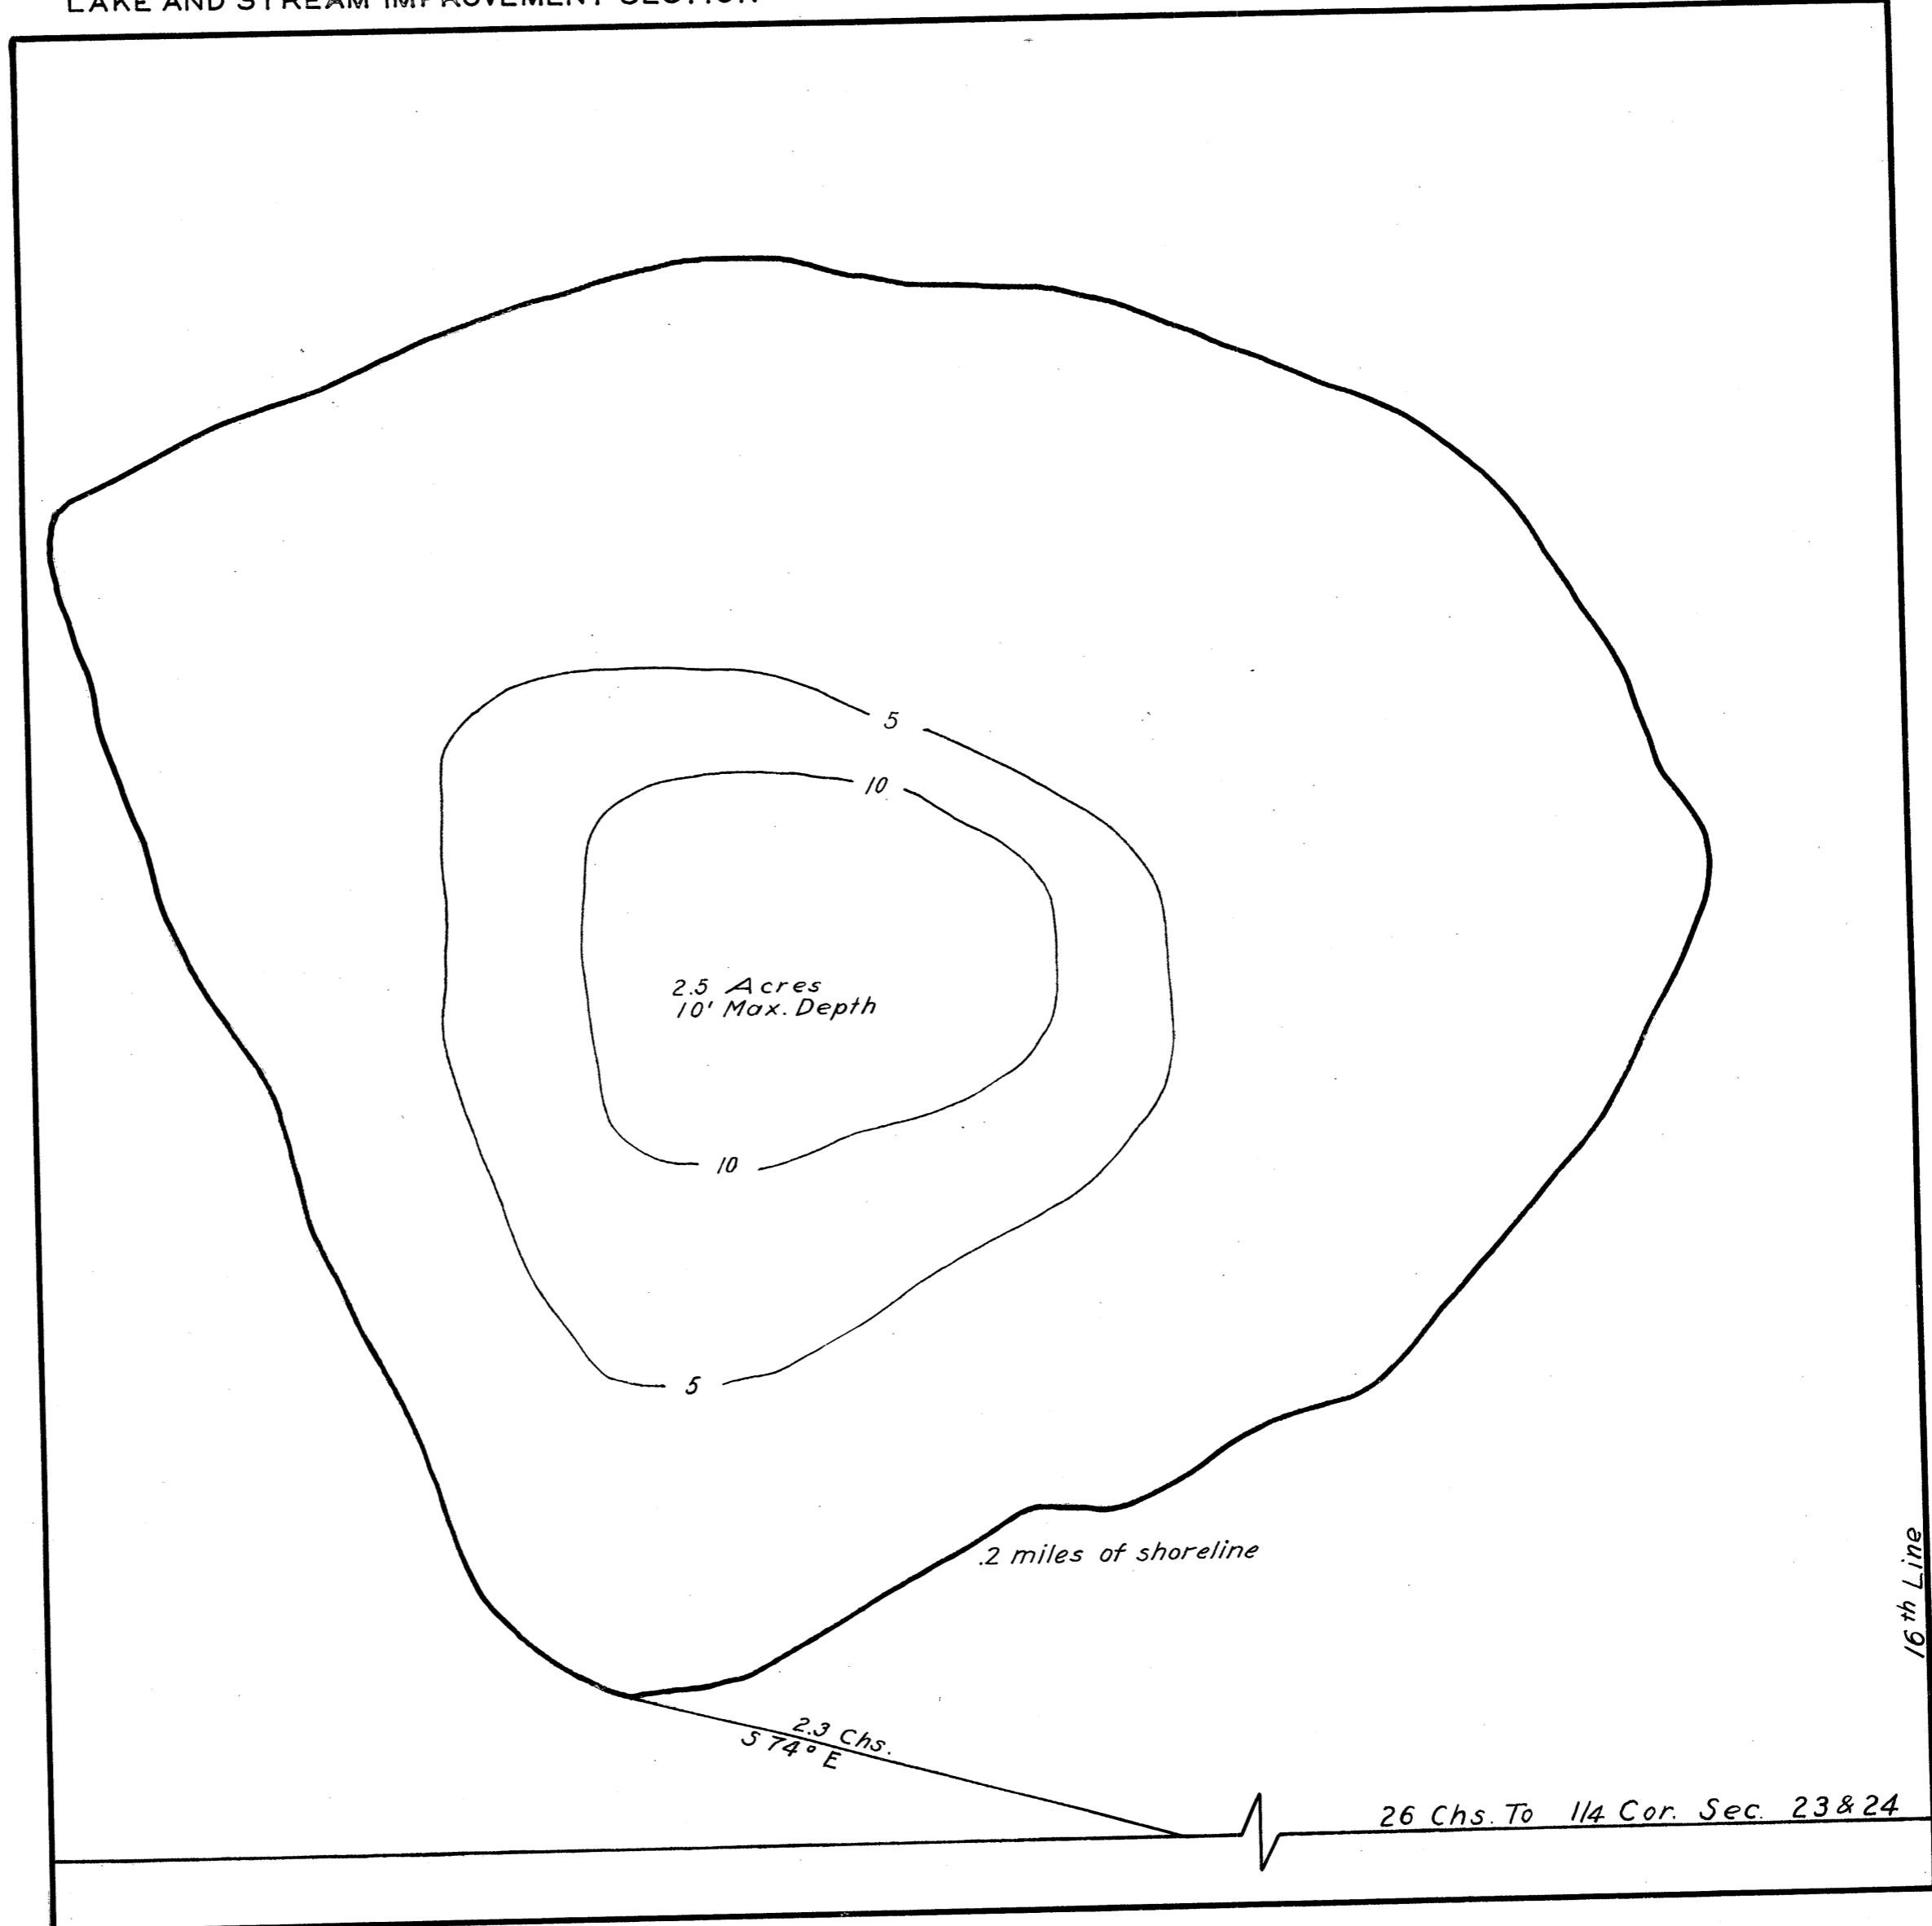 LAKE AND STREAM IMPROVEMENT SECTION
5
10
2.5 Acres
10' Max. Depth
10
5
.2 miles of shoreline
16th Line
2.3 Chs.
S 74° E
26 Chs. To 1/4 Cor. Sec. 23 & 24